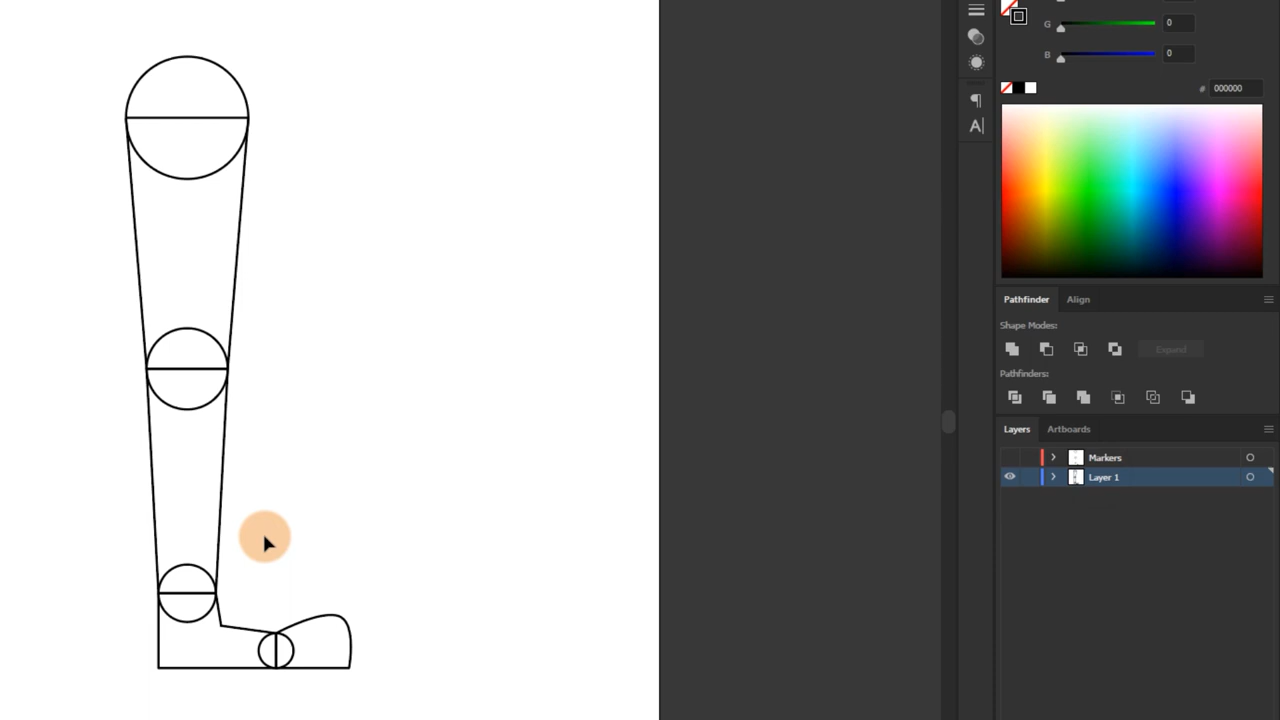 G 0
B 0
# 000000
Pathfinder Align
Shape Modes:
Expand
Pathfinders:
Layers Artboards
Markers
Layer 1